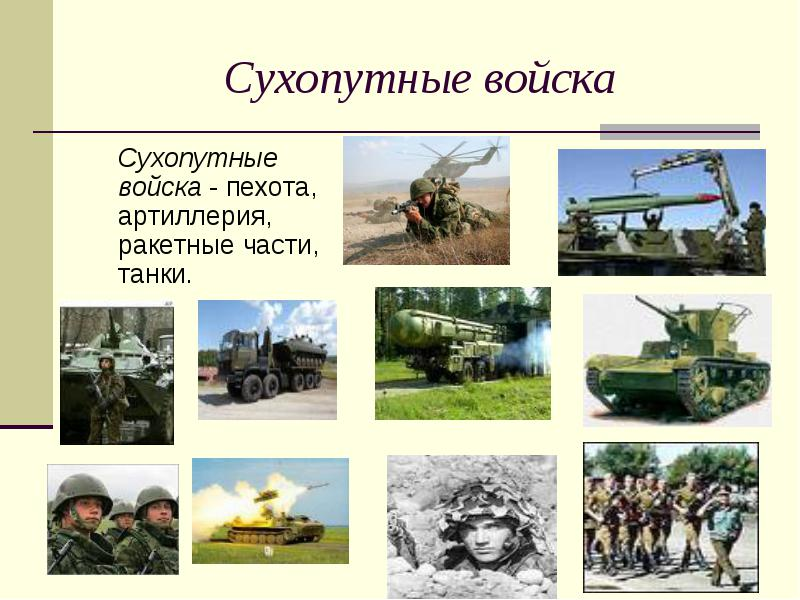 Сухопутные войска
Сухопутные
войска - пехота,
артиллерия,
ракетные части,
танки.